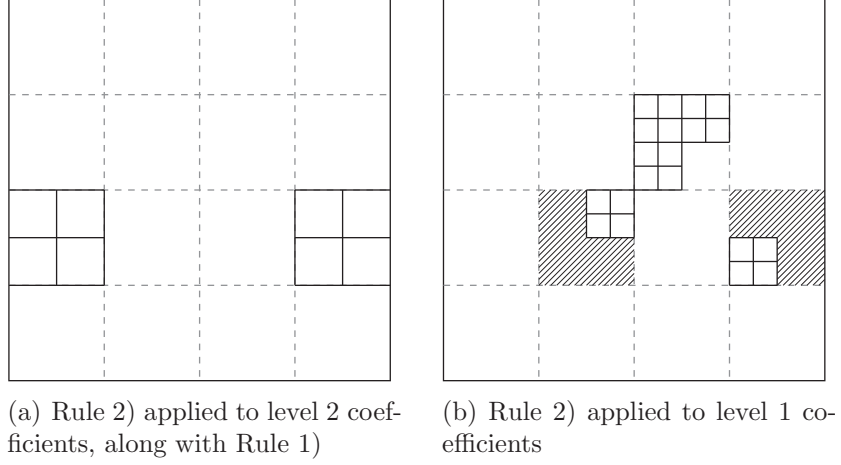 (a) Rule 2) applied to level 2 coef-
ficients, along with Rule 1)
(b) Rule 2) applied to level 1 co-
efficients